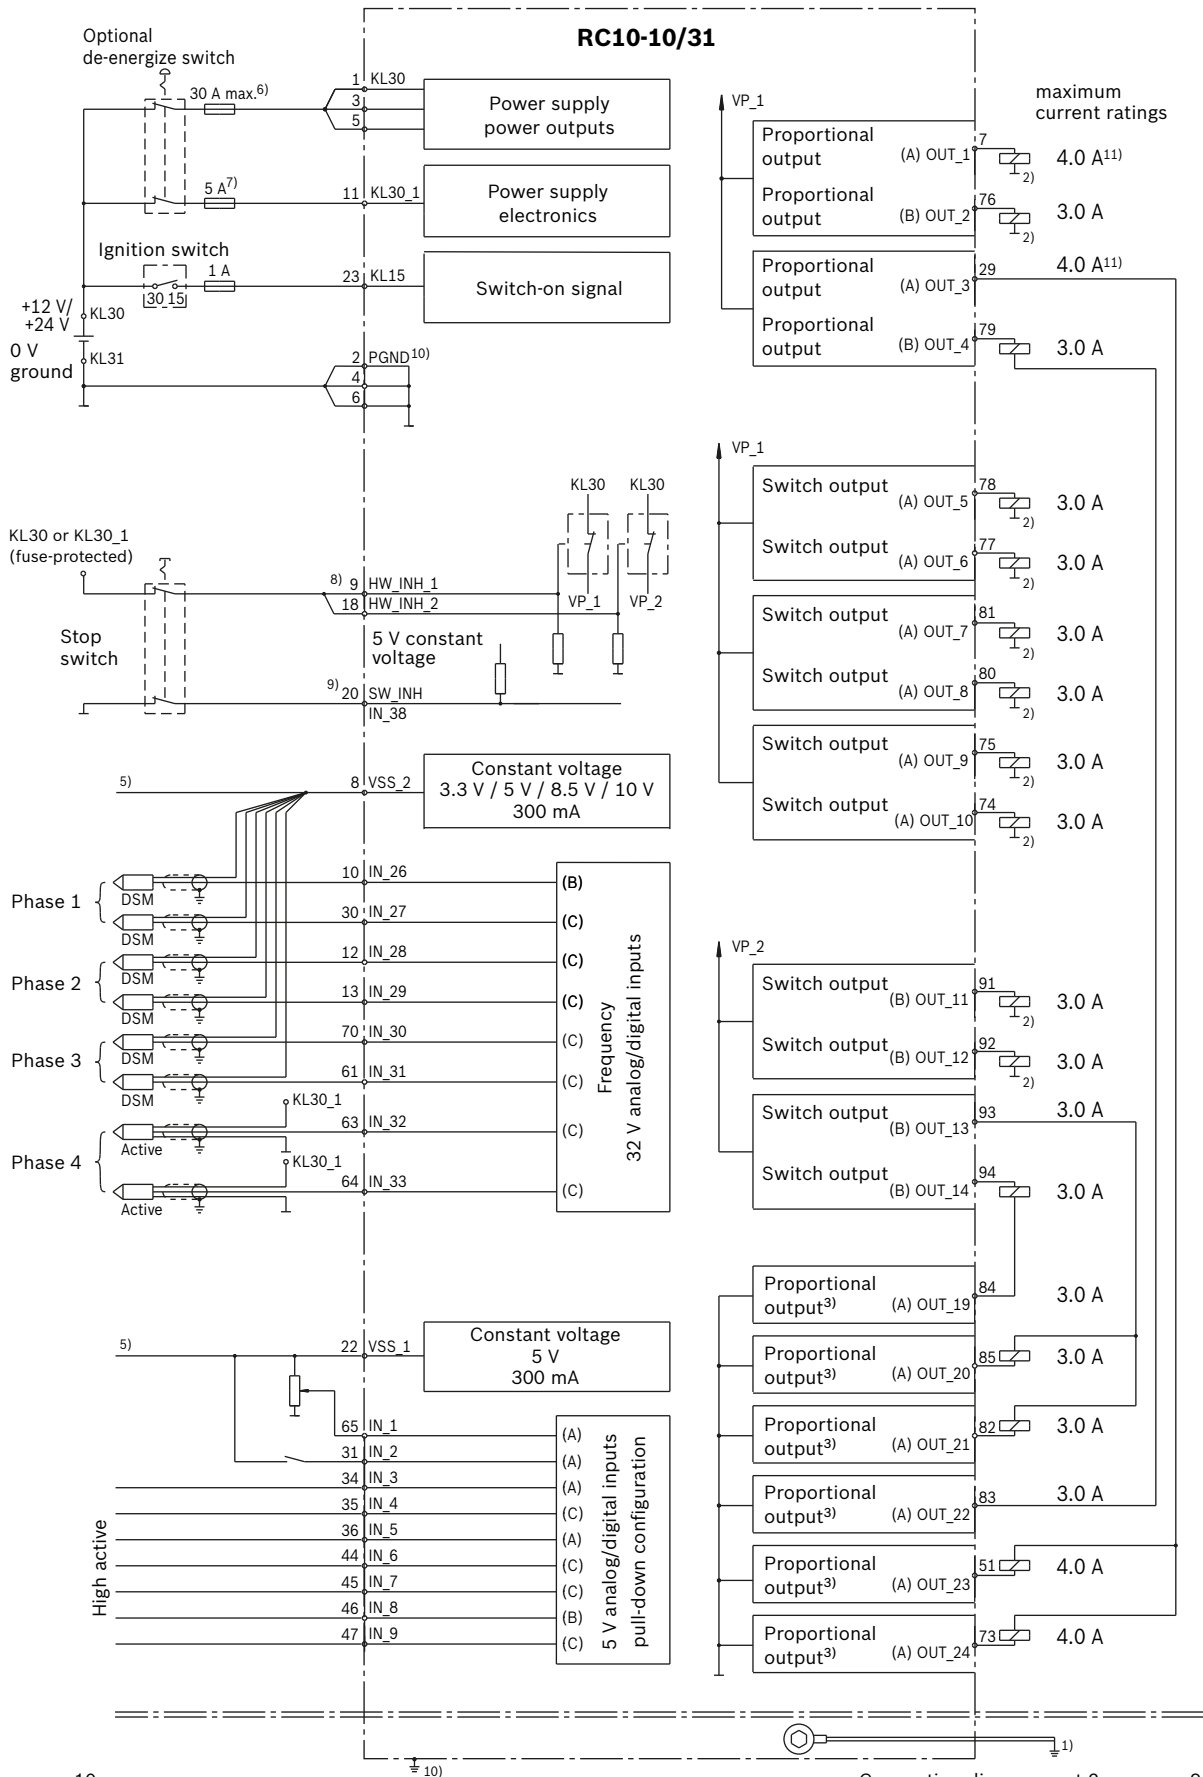 RC10-10/31
Optional
de-energize switch
30 A max.6)
1 KL30
3
5
Power supply
power outputs
5 A7)
11 KL30_1
Power supply
electronics
Ignition switch
1 A
30 15
23 KL15
Switch-on signal
+12 V/
+24 V
KL30
0 V
ground
KL31
2 PGND10)
4
6
KL30 or KL30_1
(fuse-protected)
Stop
switch
8) 9 HW_INH_1
18 HW_INH_2
KL30 KL30
VP_1 VP_2
5 V constant
voltage
9) 20 SW_INH
IN_38
5)
8 VSS_2
Constant voltage
3.3 V / 5 V / 8.5 V / 10 V
300 mA
Phase 1
DSM
10 IN_26 (B)
DSM
30 IN_27 (C)
Phase 2
DSM
12 IN_28 (C)
DSM
13 IN_29 (C)
Phase 3
DSM
70 IN_30 (C)
DSM
61 IN_31 (C)
Phase 4
KL30_1
Active
63 IN_32 (C)
KL30_1
Active
64 IN_33 (C)
Frequency
32 V analog/digital inputs
5)
22 VSS_1
Constant voltage
5 V
300 mA
65 IN_1 (A)
31 IN_2 (A)
34 IN_3 (A)
35 IN_4 (C)
36 IN_5 (A)
44 IN_6 (C)
45 IN_7 (C)
46 IN_8 (B)
47 IN_9 (C)
High active
5 V analog/digital inputs
pull-down configuration
maximum
current ratings
VP_1
Proportional
output (A) OUT_1 7 2) 4.0 A11)
Proportional
output (B) OUT_2 76 2) 3.0 A
Proportional
output (A) OUT_3 29 4.0 A11)
Proportional
output (B) OUT_4 79 3.0 A
VP_1
Switch output (A) OUT_5 78 2) 3.0 A
Switch output (A) OUT_6 77 2) 3.0 A
Switch output (A) OUT_7 81 2) 3.0 A
Switch output (A) OUT_8 80 2) 3.0 A
Switch output (A) OUT_9 75 2) 3.0 A
Switch output (A) OUT_10 74 2) 3.0 A
VP_2
Switch output (B) OUT_11 91 2) 3.0 A
Switch output (B) OUT_12 92 2) 3.0 A
Switch output (B) OUT_13 93 3.0 A
Switch output (B) OUT_14 94 3.0 A
Proportional
output3) (A) OUT_19 84 3.0 A
Proportional
output3) (A) OUT_20 85 3.0 A
Proportional
output3) (A) OUT_21 82 3.0 A
Proportional
output3) (A) OUT_22 83 3.0 A
Proportional
output3) (A) OUT_23 51 4.0 A
Proportional
output3) (A) OUT_24 73 4.0 A
1)
10)